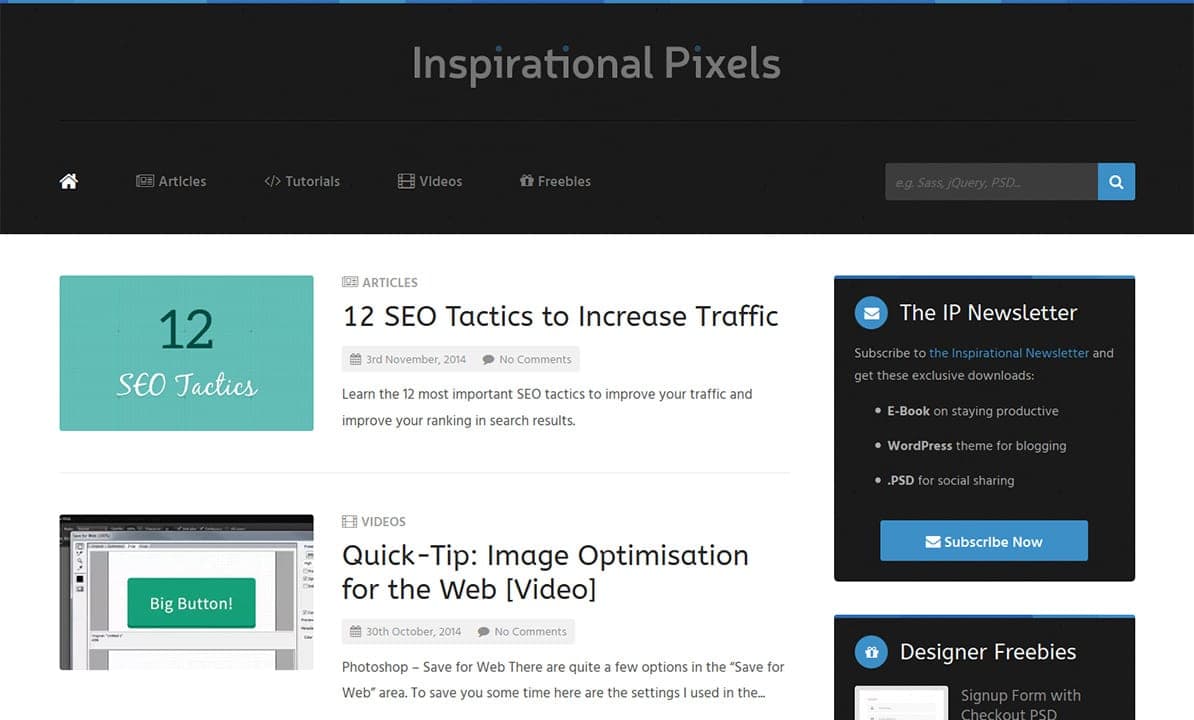 Inspirational Pixels
Articles
Tutorials
Videos
Freebies
e.g. Sass, jQuery, PSD...
12
SEO Tactics
ARTICLES
12 SEO Tactics to Increase Traffic
3rd November, 2014
No Comments
Learn the 12 most important SEO tactics to improve your traffic and
improve your ranking in search results.
Big Button!
VIDEOS
Quick-Tip: Image Optimisation
for the Web [Video]
30th October, 2014
No Comments
Photoshop – Save for Web There are quite a few options in the “Save for
Web” area. To save you some time here are the settings I used in the...
The IP Newsletter
Subscribe to the Inspirational Newsletter and
get these exclusive downloads:
• E-Book on staying productive
• WordPress theme for blogging
• .PSD for social sharing
Subscribe Now
Designer Freebies
Signup Form with
Checkout PSD